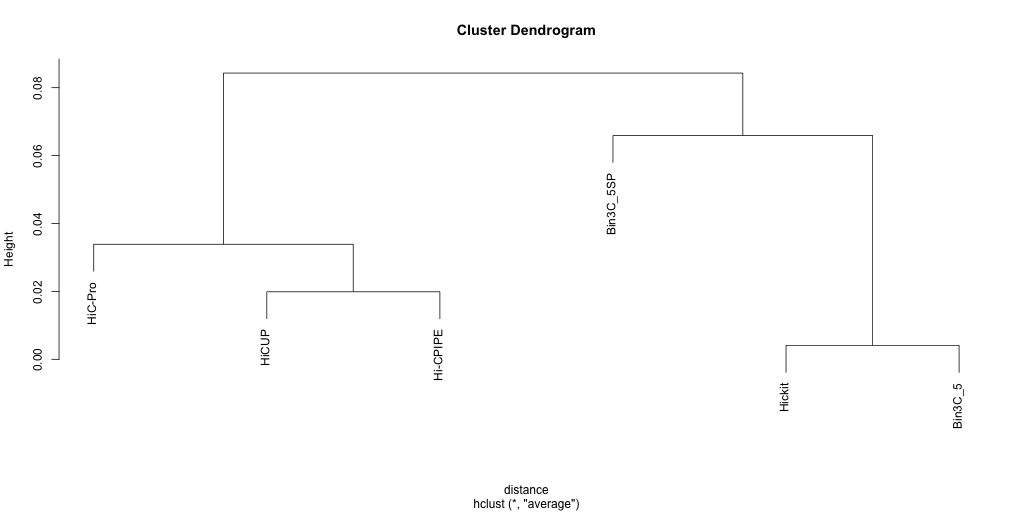 Cluster Dendrogram
Height
0.08
0.06
0.04
0.02
0.00
HiC-Pro
HiCUP
Hi-CPIPE
Bin3C_5SP
Hickit
Bin3C_5
distance
hclust (*, "average")